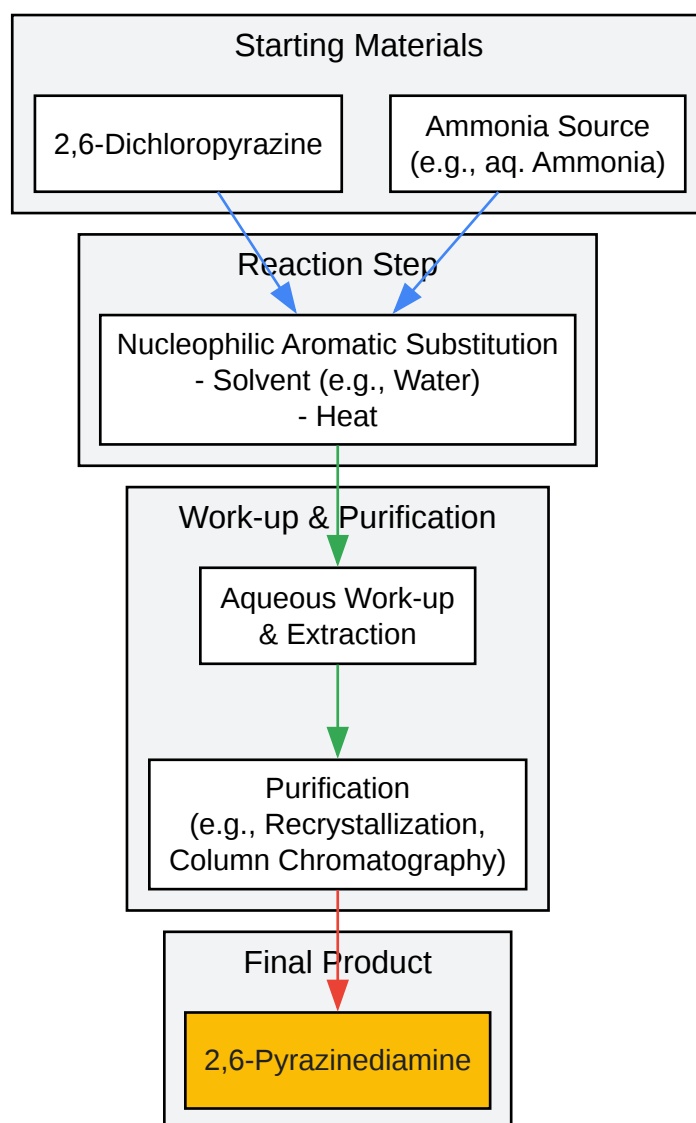 Starting Materials
2,6-Dichloropyrazine
Ammonia Source
(e.g., aq. Ammonia)
Reaction Step
Nucleophilic Aromatic Substitution
- Solvent (e.g., Water)
- Heat
Work-up & Purification
Aqueous Work-up
& Extraction
Purification
(e.g., Recrystallization,
Column Chromatography)
Final Product
2,6-Pyrazinediamine